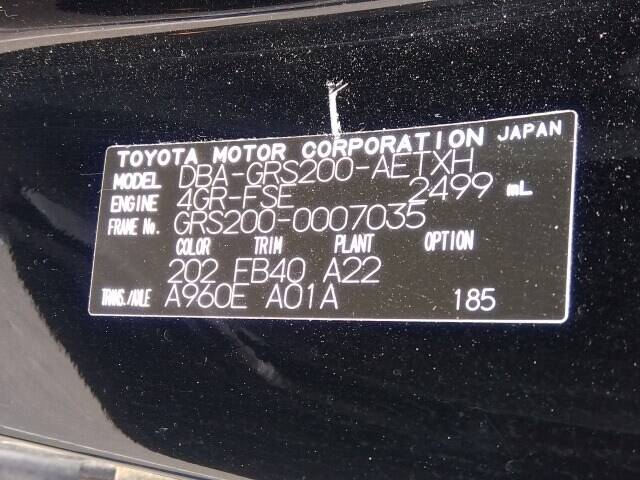 TOYOTA MOTOR CORPORATION JAPAN
MODEL DBA-GRS200-AETXH
ENGINE 4GR-FSE 2499 mL
FRAME No. GRS200-0007035
COLOR TRIM PLANT OPTION
202 FB40 A22
TRANS./AXLE A960E A01A 185